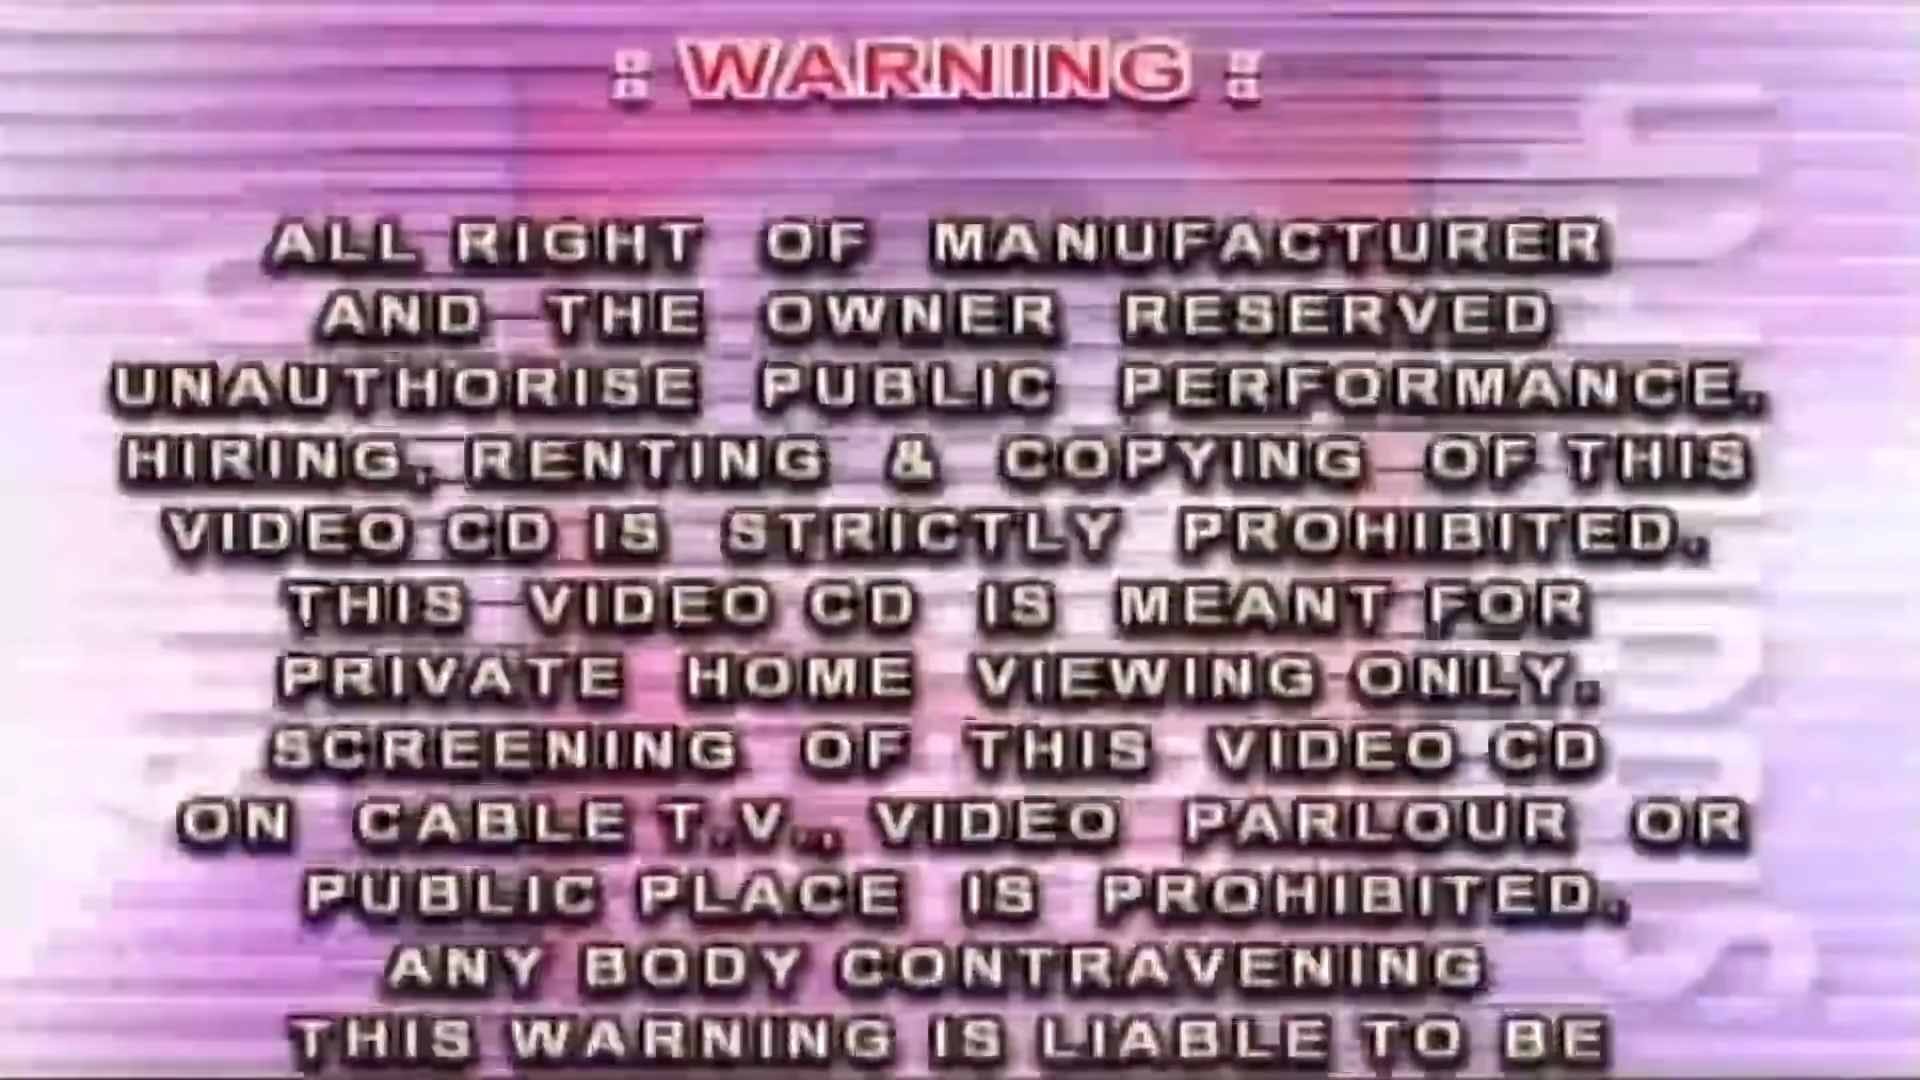 : WARNING :
ALL RIGHT OF MANUFACTURER
AND THE OWNER RESERVED
UNAUTHORISE PUBLIC PERFORMANCE.
HIRING, RENTING & COPYING OF THIS
VIDEO CD IS STRICTLY PROHIBITED.
THIS VIDEO CD IS MEANT FOR
PRIVATE HOME VIEWING ONLY.
SCREENING OF THIS VIDEO CD
ON CABLE T.V., VIDEO PARLOUR OR
PUBLIC PLACE IS PROHIBITED.
ANY BODY CONTRAVENING
THIS WARNING IS LIABLE TO BE